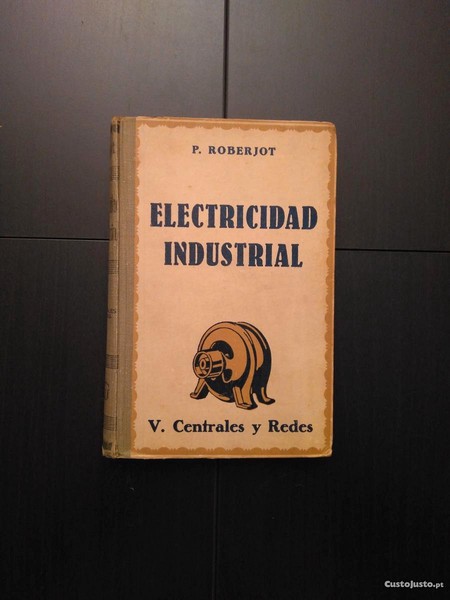 P. ROBERJOT
ELECTRICIDAD
INDUSTRIAL
V. Centrales y Redes
CustoJusto.pt